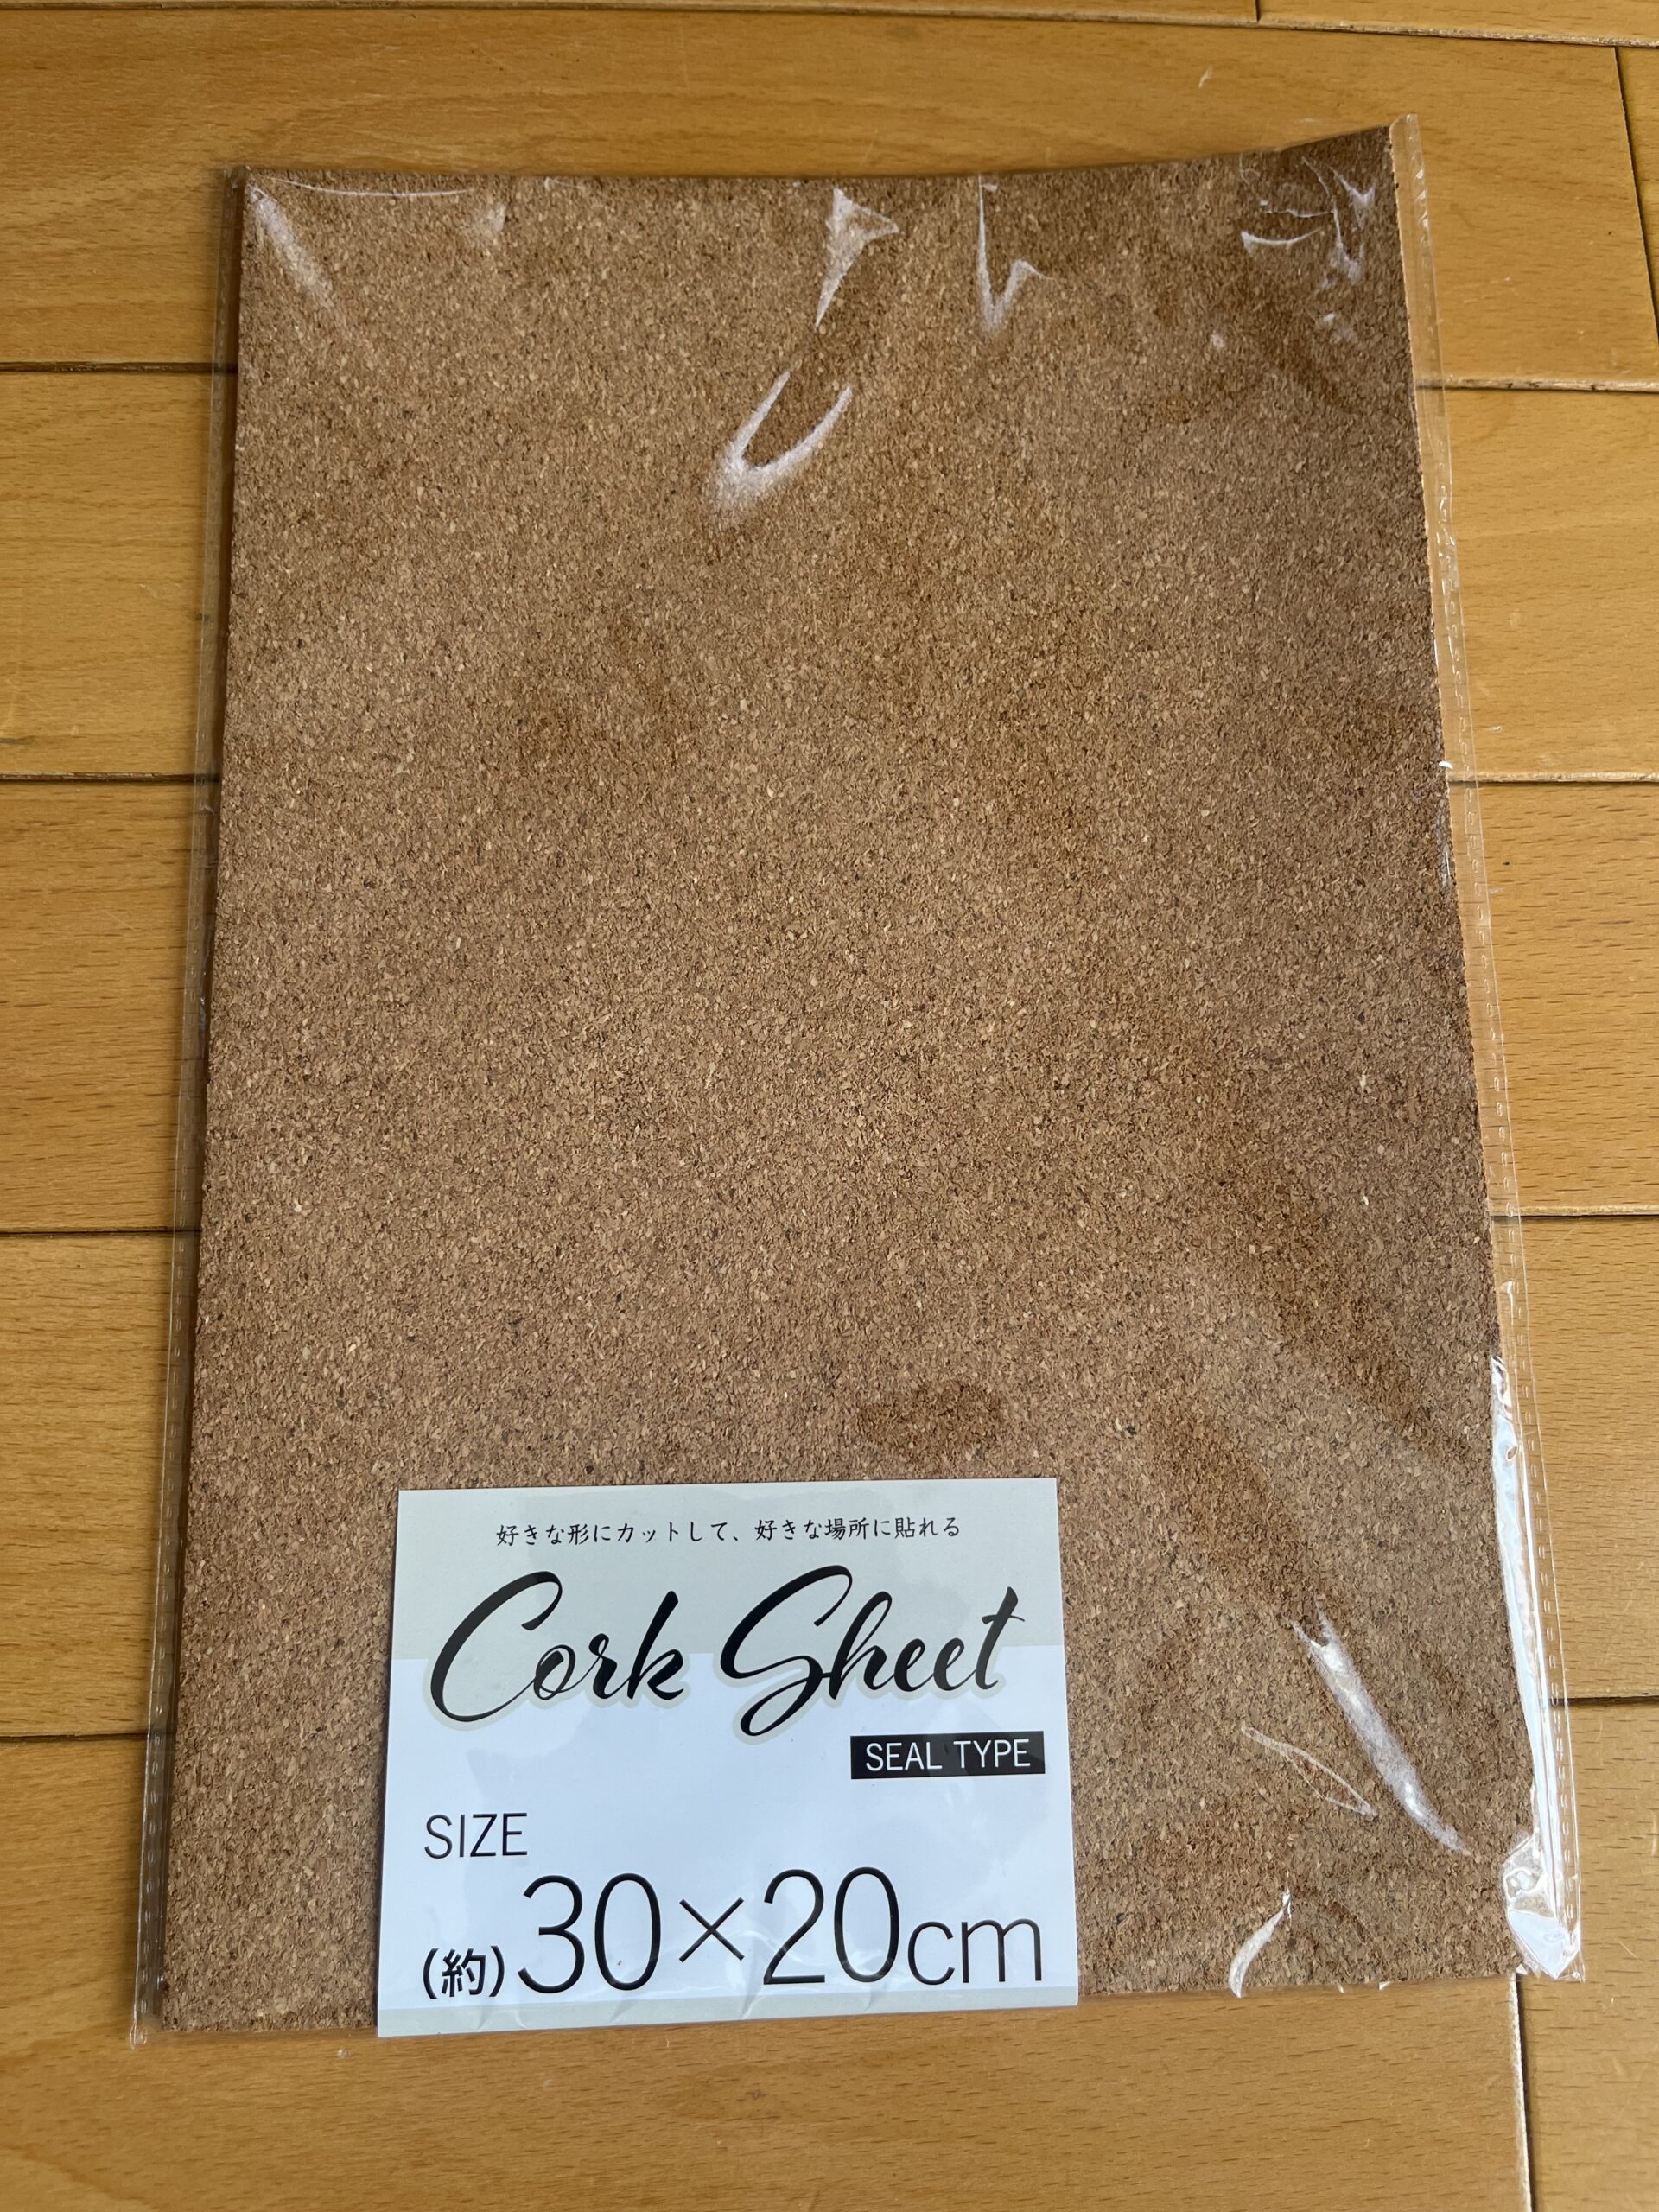 好きな形にカットして、好きな場所に貼れる
Cork Sheet
SEAL TYPE
SIZE
(約)30×20cm